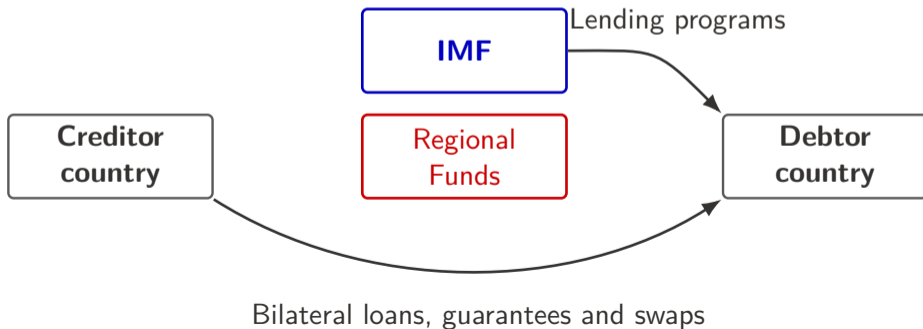 Lending programs
IMF
Creditor
country
Regional
Funds
Debtor
country
Bilateral loans, guarantees and swaps